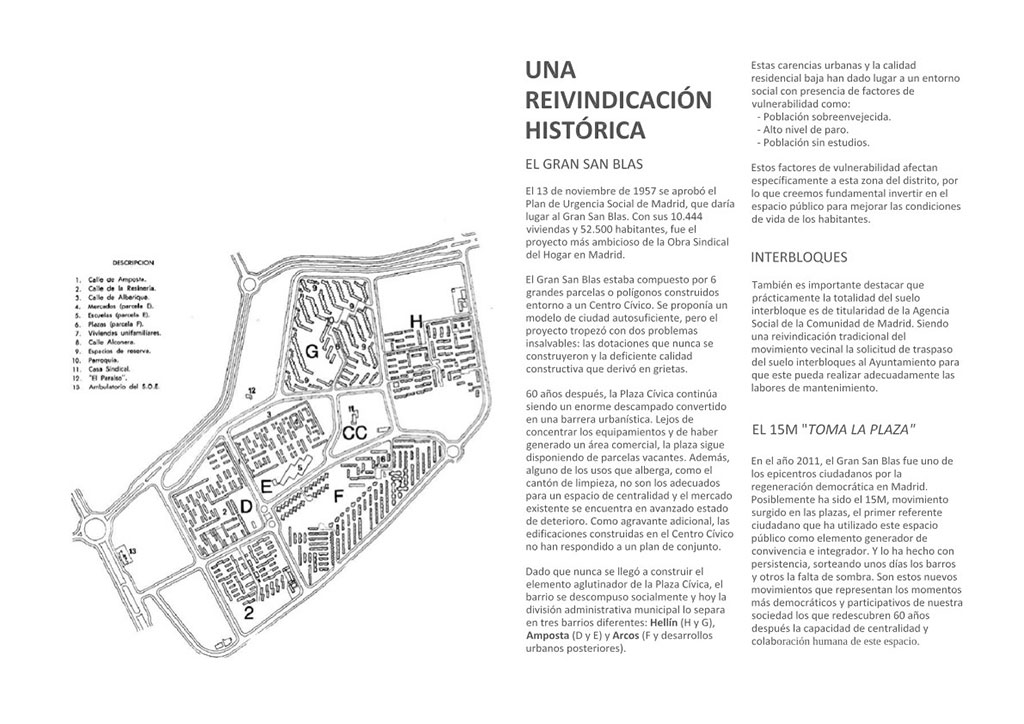 DESCRIPCION
1. Calle de Amposta.
2. Calle de la Resinería.
3. Calle de Alberique.
4. Mercados (parcela E).
5. Escuelas (parcela E).
6. Plazas (parcela F).
7. Viviendas unifamiliares.
8. Calle Alconera.
9. Espacios de reserva.
10. Parroquia.
11. Casa Sindical.
12. "El Paraíso".
13 Ambulatorio del S.O.E.
G
H
12
3
11
CC
5
E
6
F
D
2
13
2
UNA
REIVINDICACIÓN
HISTÓRICA
EL GRAN SAN BLAS
El 13 de noviembre de 1957 se aprobó el
Plan de Urgencia Social de Madrid, que daría
lugar al Gran San Blas. Con sus 10.444
viviendas y 52.500 habitantes, fue el
proyecto más ambicioso de la Obra Sindical
del Hogar en Madrid.
El Gran San Blas estaba compuesto por 6
grandes parcelas o polígonos construidos
entorno a un Centro Cívico. Se proponía un
modelo de ciudad autosuficiente, pero el
proyecto tropezó con dos problemas
insalvables: las dotaciones que nunca se
construyeron y la deficiente calidad
constructiva que derivó en grietas.
60 años después, la Plaza Cívica continúa
siendo un enorme descampado convertido
en una barrera urbanística. Lejos de
concentrar los equipamientos y de haber
generado un área comercial, la plaza sigue
disponiendo de parcelas vacantes. Además,
alguno de los usos que alberga, como el
cantón de limpieza, no son los adecuados
para un espacio de centralidad y el mercado
existente se encuentra en avanzado estado
de deterioro. Como agravante adicional, las
edificaciones construidas en el Centro Cívico
no han respondido a un plan de conjunto.
Dado que nunca se llegó a construir el
elemento aglutinador de la Plaza Cívica, el
barrio se descompuso socialmente y hoy la
división administrativa municipal lo separa
en tres barrios diferentes: Hellín (H y G),
Amposta (D y E) y Arcos (F y desarrollos
urbanos posteriores).
Estas carencias urbanas y la calidad
residencial baja han dado lugar a un entorno
social con presencia de factores de
vulnerabilidad como:
- Población sobreenvejecida.
- Alto nivel de paro.
- Población sin estudios.
Estos factores de vulnerabilidad afectan
específicamente a esta zona del distrito, por
lo que creemos fundamental invertir en el
espacio público para mejorar las condiciones
de vida de los habitantes.
INTERBLOQUES
También es importante destacar que
prácticamente la totalidad del suelo
interbloque es de titularidad de la Agencia
Social de la Comunidad de Madrid. Siendo
una reivindicación tradicional del
movimiento vecinal la solicitud de traspaso
del suelo interbloques al Ayuntamiento para
que este pueda realizar adecuadamente las
labores de mantenimiento.
EL 15M "TOMA LA PLAZA"
En el año 2011, el Gran San Blas fue uno de
los epicentros ciudadanos por la
regeneración democrática en Madrid.
Posiblemente ha sido el 15M, movimiento
surgido en las plazas, el primer referente
ciudadano que ha utilizado este espacio
público como elemento generador de
convivencia e integrador. Y lo ha hecho con
persistencia, sorteando unos días los barros
y otros la falta de sombra. Son estos nuevos
movimientos que representan los momentos
más democráticos y participativos de nuestra
sociedad los que redescubren 60 años
después la capacidad de centralidad y
colaboración humana de este espacio.